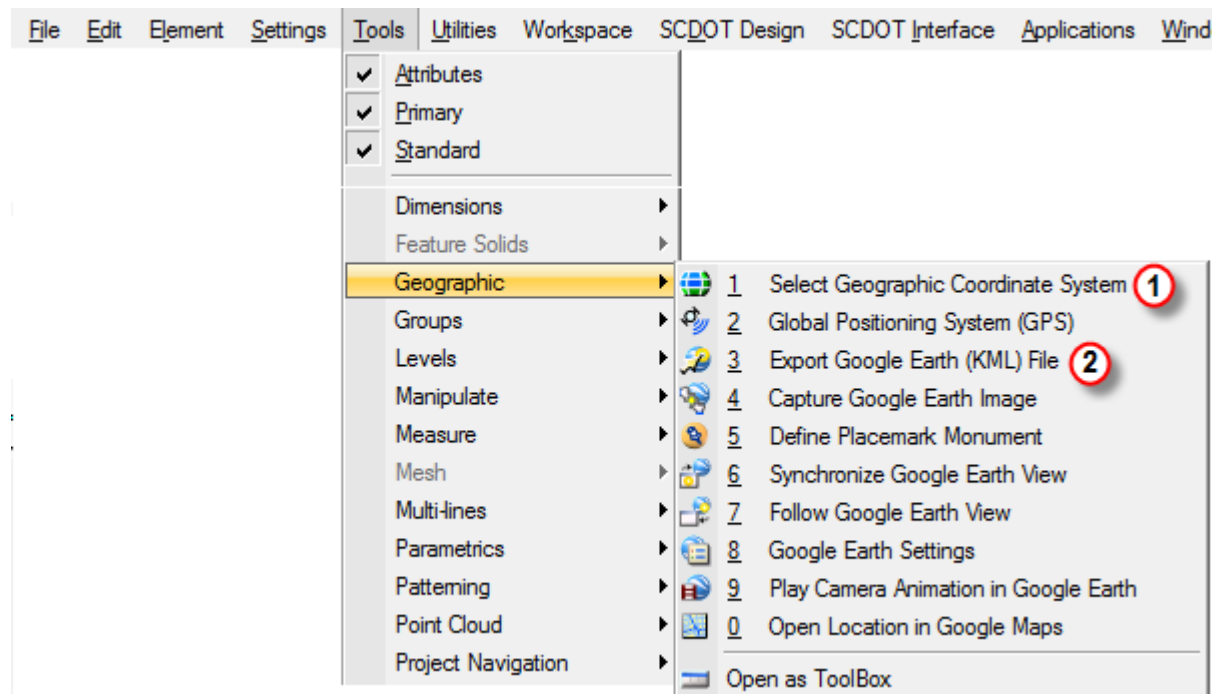 File Edit Element Settings Tools Utilities Workspace SCDOT Design SCDOT Interface Applications Wind
Attributes
Primary
Standard
Dimensions
Feature Solids
Geographic
Groups
Levels
Manipulate
Measure
Mesh
Multi-lines
Parametrics
Patterning
Point Cloud
Project Navigation
1 Select Geographic Coordinate System 1
2 Global Positioning System (GPS)
3 Export Google Earth (KML) File 2
4 Capture Google Earth Image
5 Define Placemark Monument
6 Synchronize Google Earth View
7 Follow Google Earth View
8 Google Earth Settings
9 Play Camera Animation in Google Earth
0 Open Location in Google Maps
Open as ToolBox